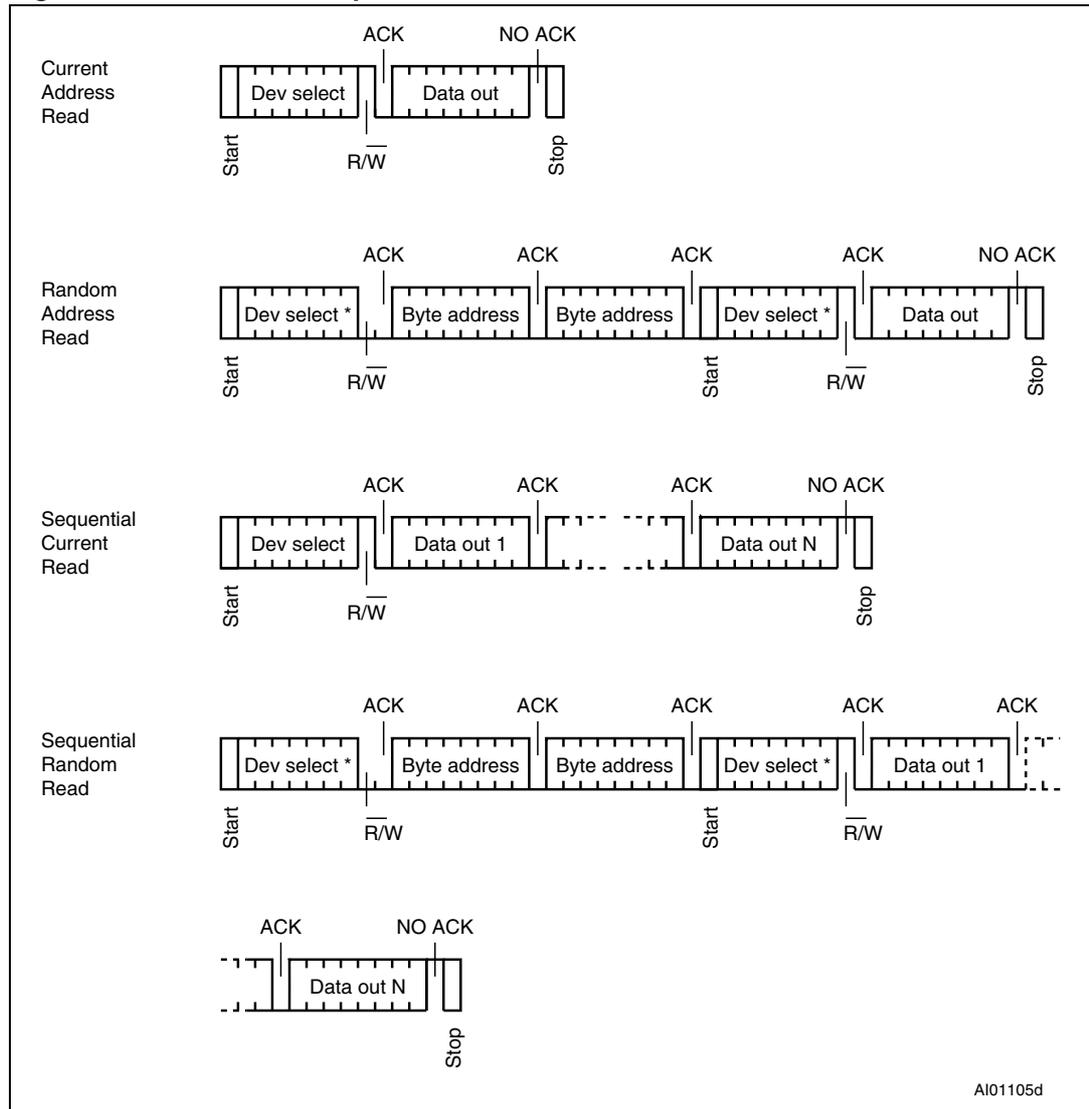 ACK NO ACK
Current
Address
Read
Dev select Data out
Start R/W̅ Stop
ACK ACK ACK ACK NO ACK
Random
Address
Read
Dev select * Byte address Byte address Dev select * Data out
Start R/W̅ Start R/W̅ Stop
ACK ACK ACK NO ACK
Sequential
Current
Read
Dev select Data out 1 Data out N
Start R/W̅ Stop
ACK ACK ACK ACK ACK
Sequential
Random
Read
Dev select * Byte address Byte address Dev select * Data out 1
Start R̅/W Start R̅/W
ACK NO ACK
Data out N
Stop
AI01105d